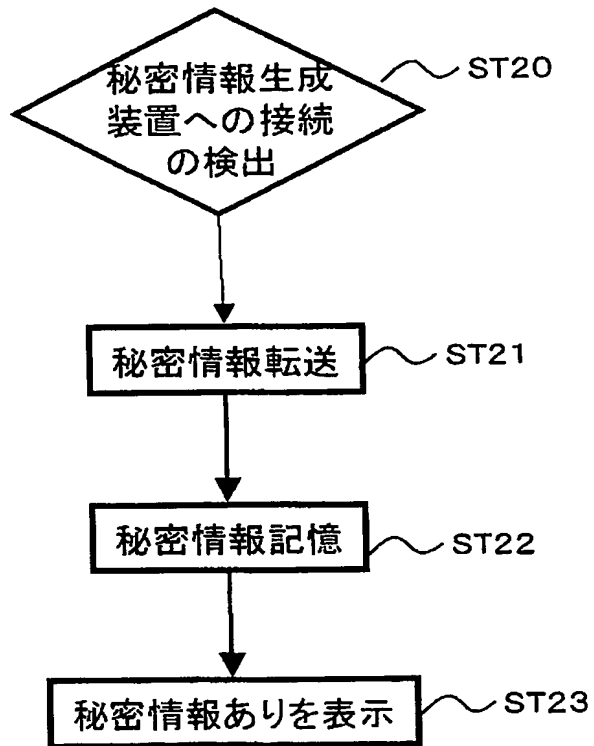 秘密情報生成
装置への接続
の検出
ST20
秘密情報転送
ST21
秘密情報記憶
ST22
秘密情報ありを表示
ST23